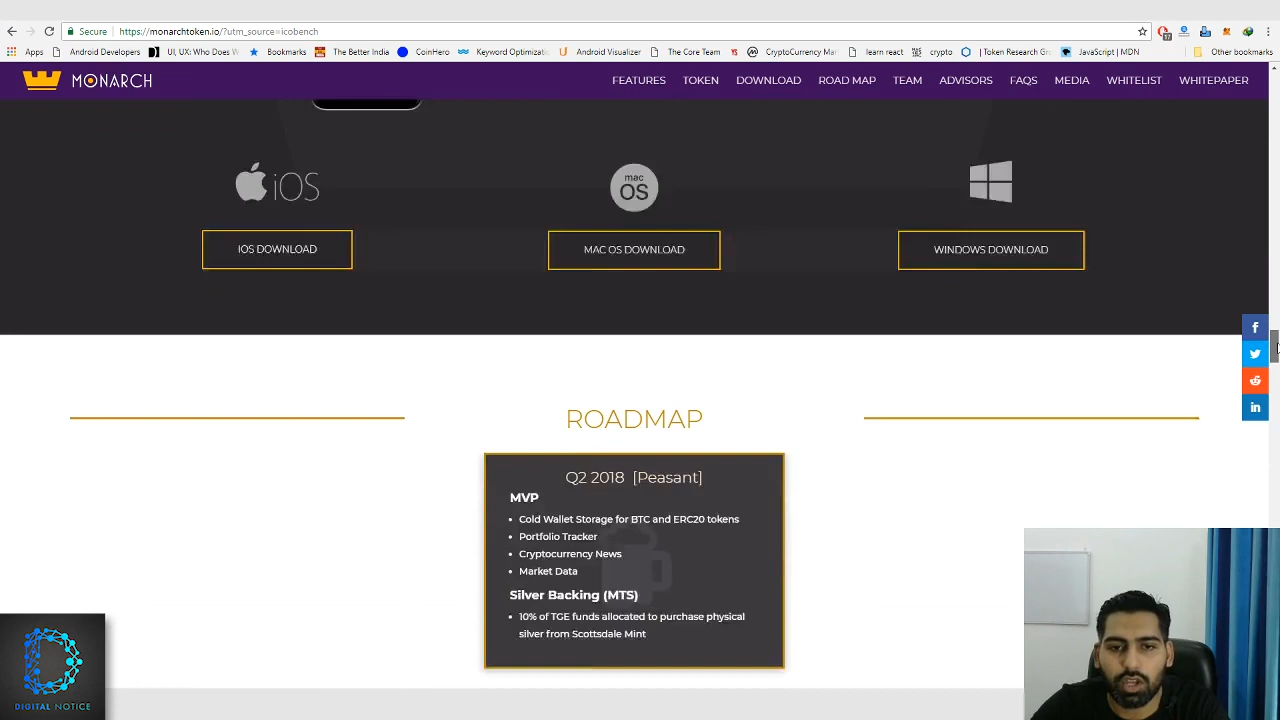 Secure
https://monarchtoken.io/?utm_source=icobench
Apps
Android Developers
UI, UX: Who Does W
Bookmarks
The Better India
CoinHero
Keyword Optimizatio
Android Visualizer
The Core Team
CryptoCurrency Mar
learn react
crypto
| Token Research Gr
JavaScript | MDN
Other bookmarks
MONARCH
FEATURES
TOKEN
DOWNLOAD
ROAD MAP
TEAM
ADVISORS
FAQS
MEDIA
WHITELIST
WHITEPAPER
iOS
mac
OS
IOS DOWNLOAD
MAC OS DOWNLOAD
WINDOWS DOWNLOAD
ROADMAP
Q2 2018 [Peasant]
MVP
• Cold Wallet Storage for BTC and ERC20 tokens
• Portfolio Tracker
• Cryptocurrency News
• Market Data
Silver Backing (MTS)
• 10% of TGE funds allocated to purchase physical
silver from Scottsdale Mint
DIGITAL NOTICE